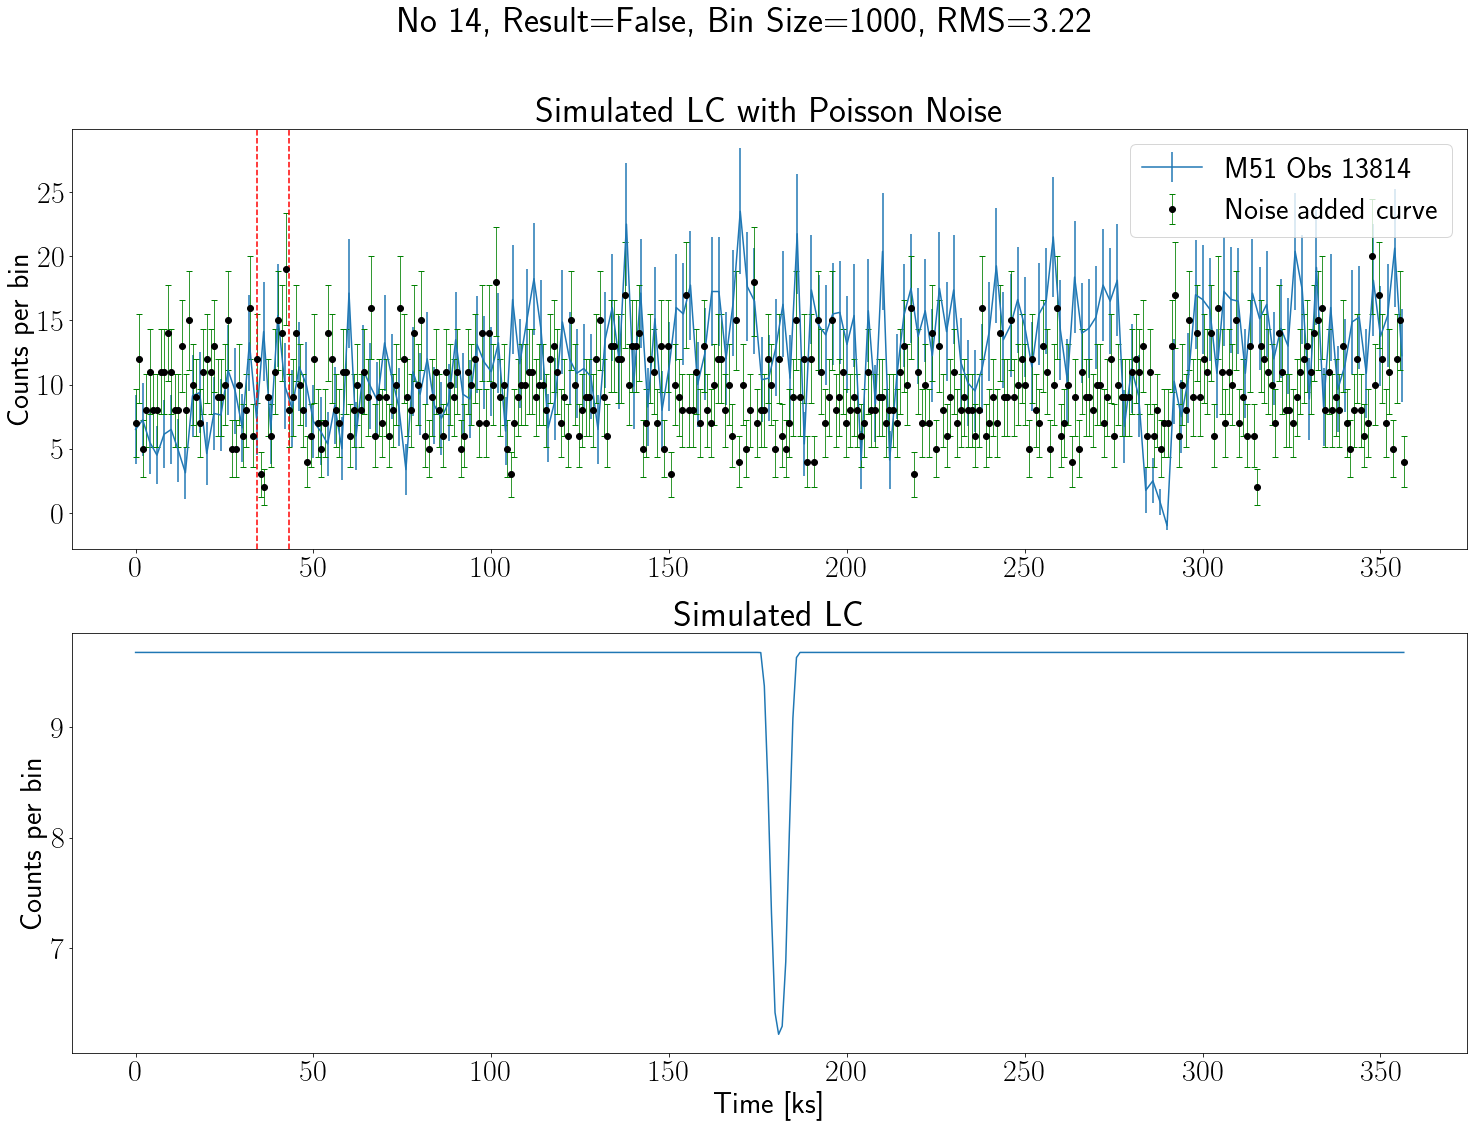 No 14, Result=False, Bin Size=1000, RMS=3.22
Simulated LC with Poisson Noise
M51 Obs 13814
Noise added curve
Counts per bin
25
20
15
10
5
0
0 50 100 150 200 250 300 350
Simulated LC
Counts per bin
9
8
7
0 50 100 150 200 250 300 350
Time [ks]